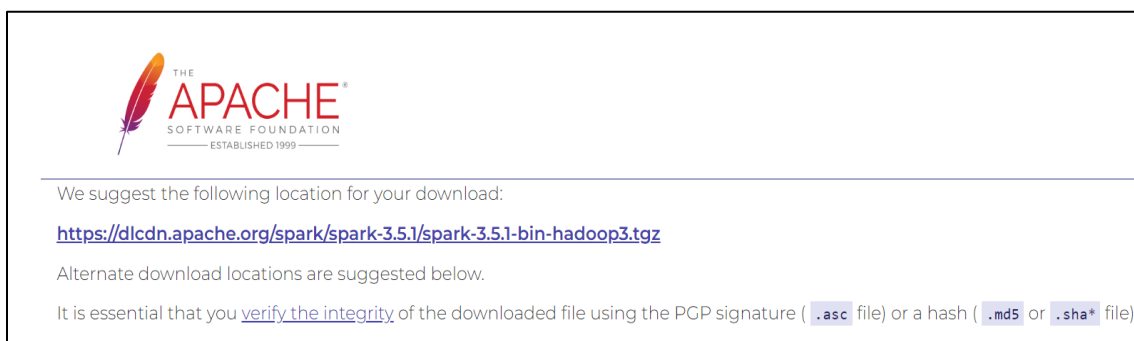 THE
APACHE®
SOFTWARE FOUNDATION
ESTABLISHED 1999
We suggest the following location for your download:
https://dlcdn.apache.org/spark/spark-3.5.1/spark-3.5.1-bin-hadoop3.tgz
Alternate download locations are suggested below.
It is essential that you verify the integrity of the downloaded file using the PGP signature ( .asc file) or a hash ( .md5 or .sha* file)